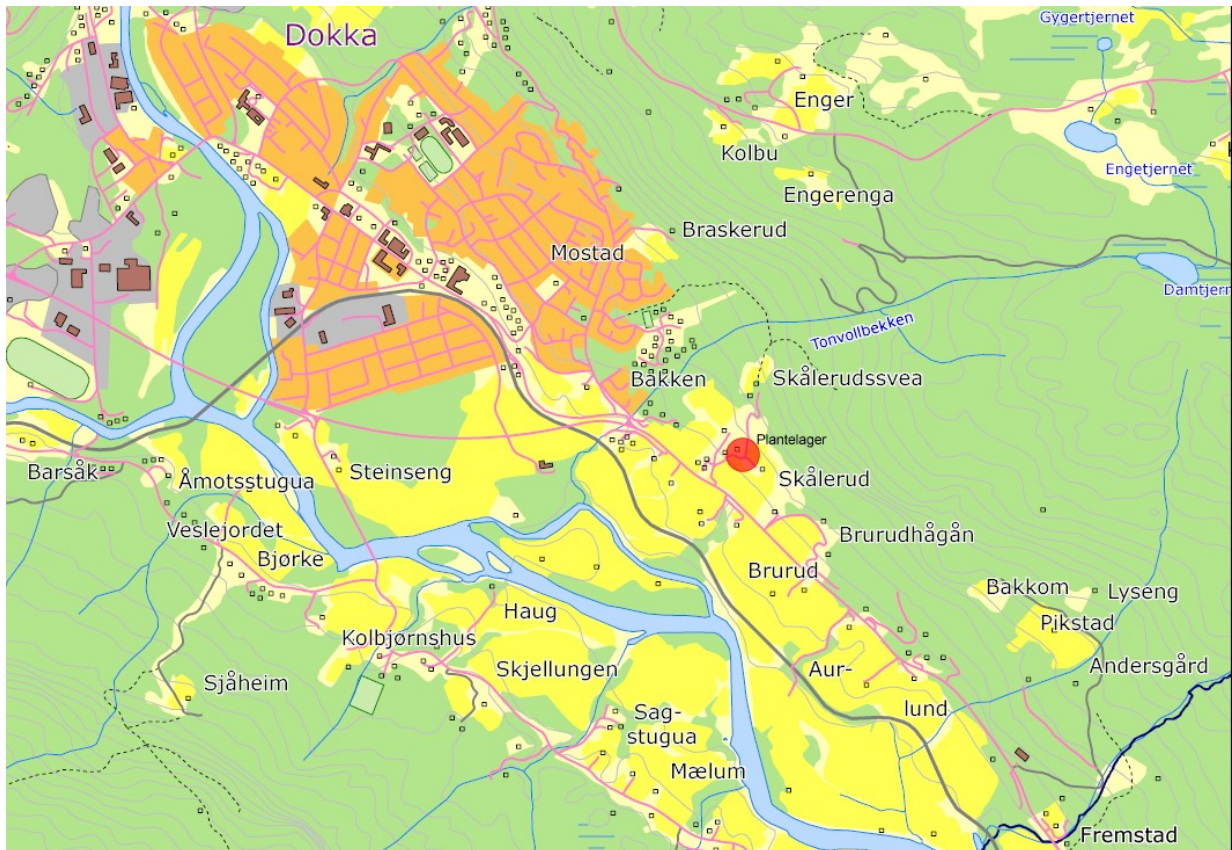 Dokka
Gygertjernet
Enger
Kolbu
Engetjernet
Engerenga
Braskerud
Mostad
Damtjern
Tonvollbekken
Bakken
Skålerudssvea
Plantelager
Barsåk
Åmotsstugua
Steinseng
Skålerud
Veslejordet
Bjørke
Brurudhågån
Brurud
Bakkom
Lyseng
Haug
Pikstad
Kolbjørnshus
Skjellungen
Aur-
lund
Andersgård
Sjåheim
Sag-
stugua
Mælum
Fremstad